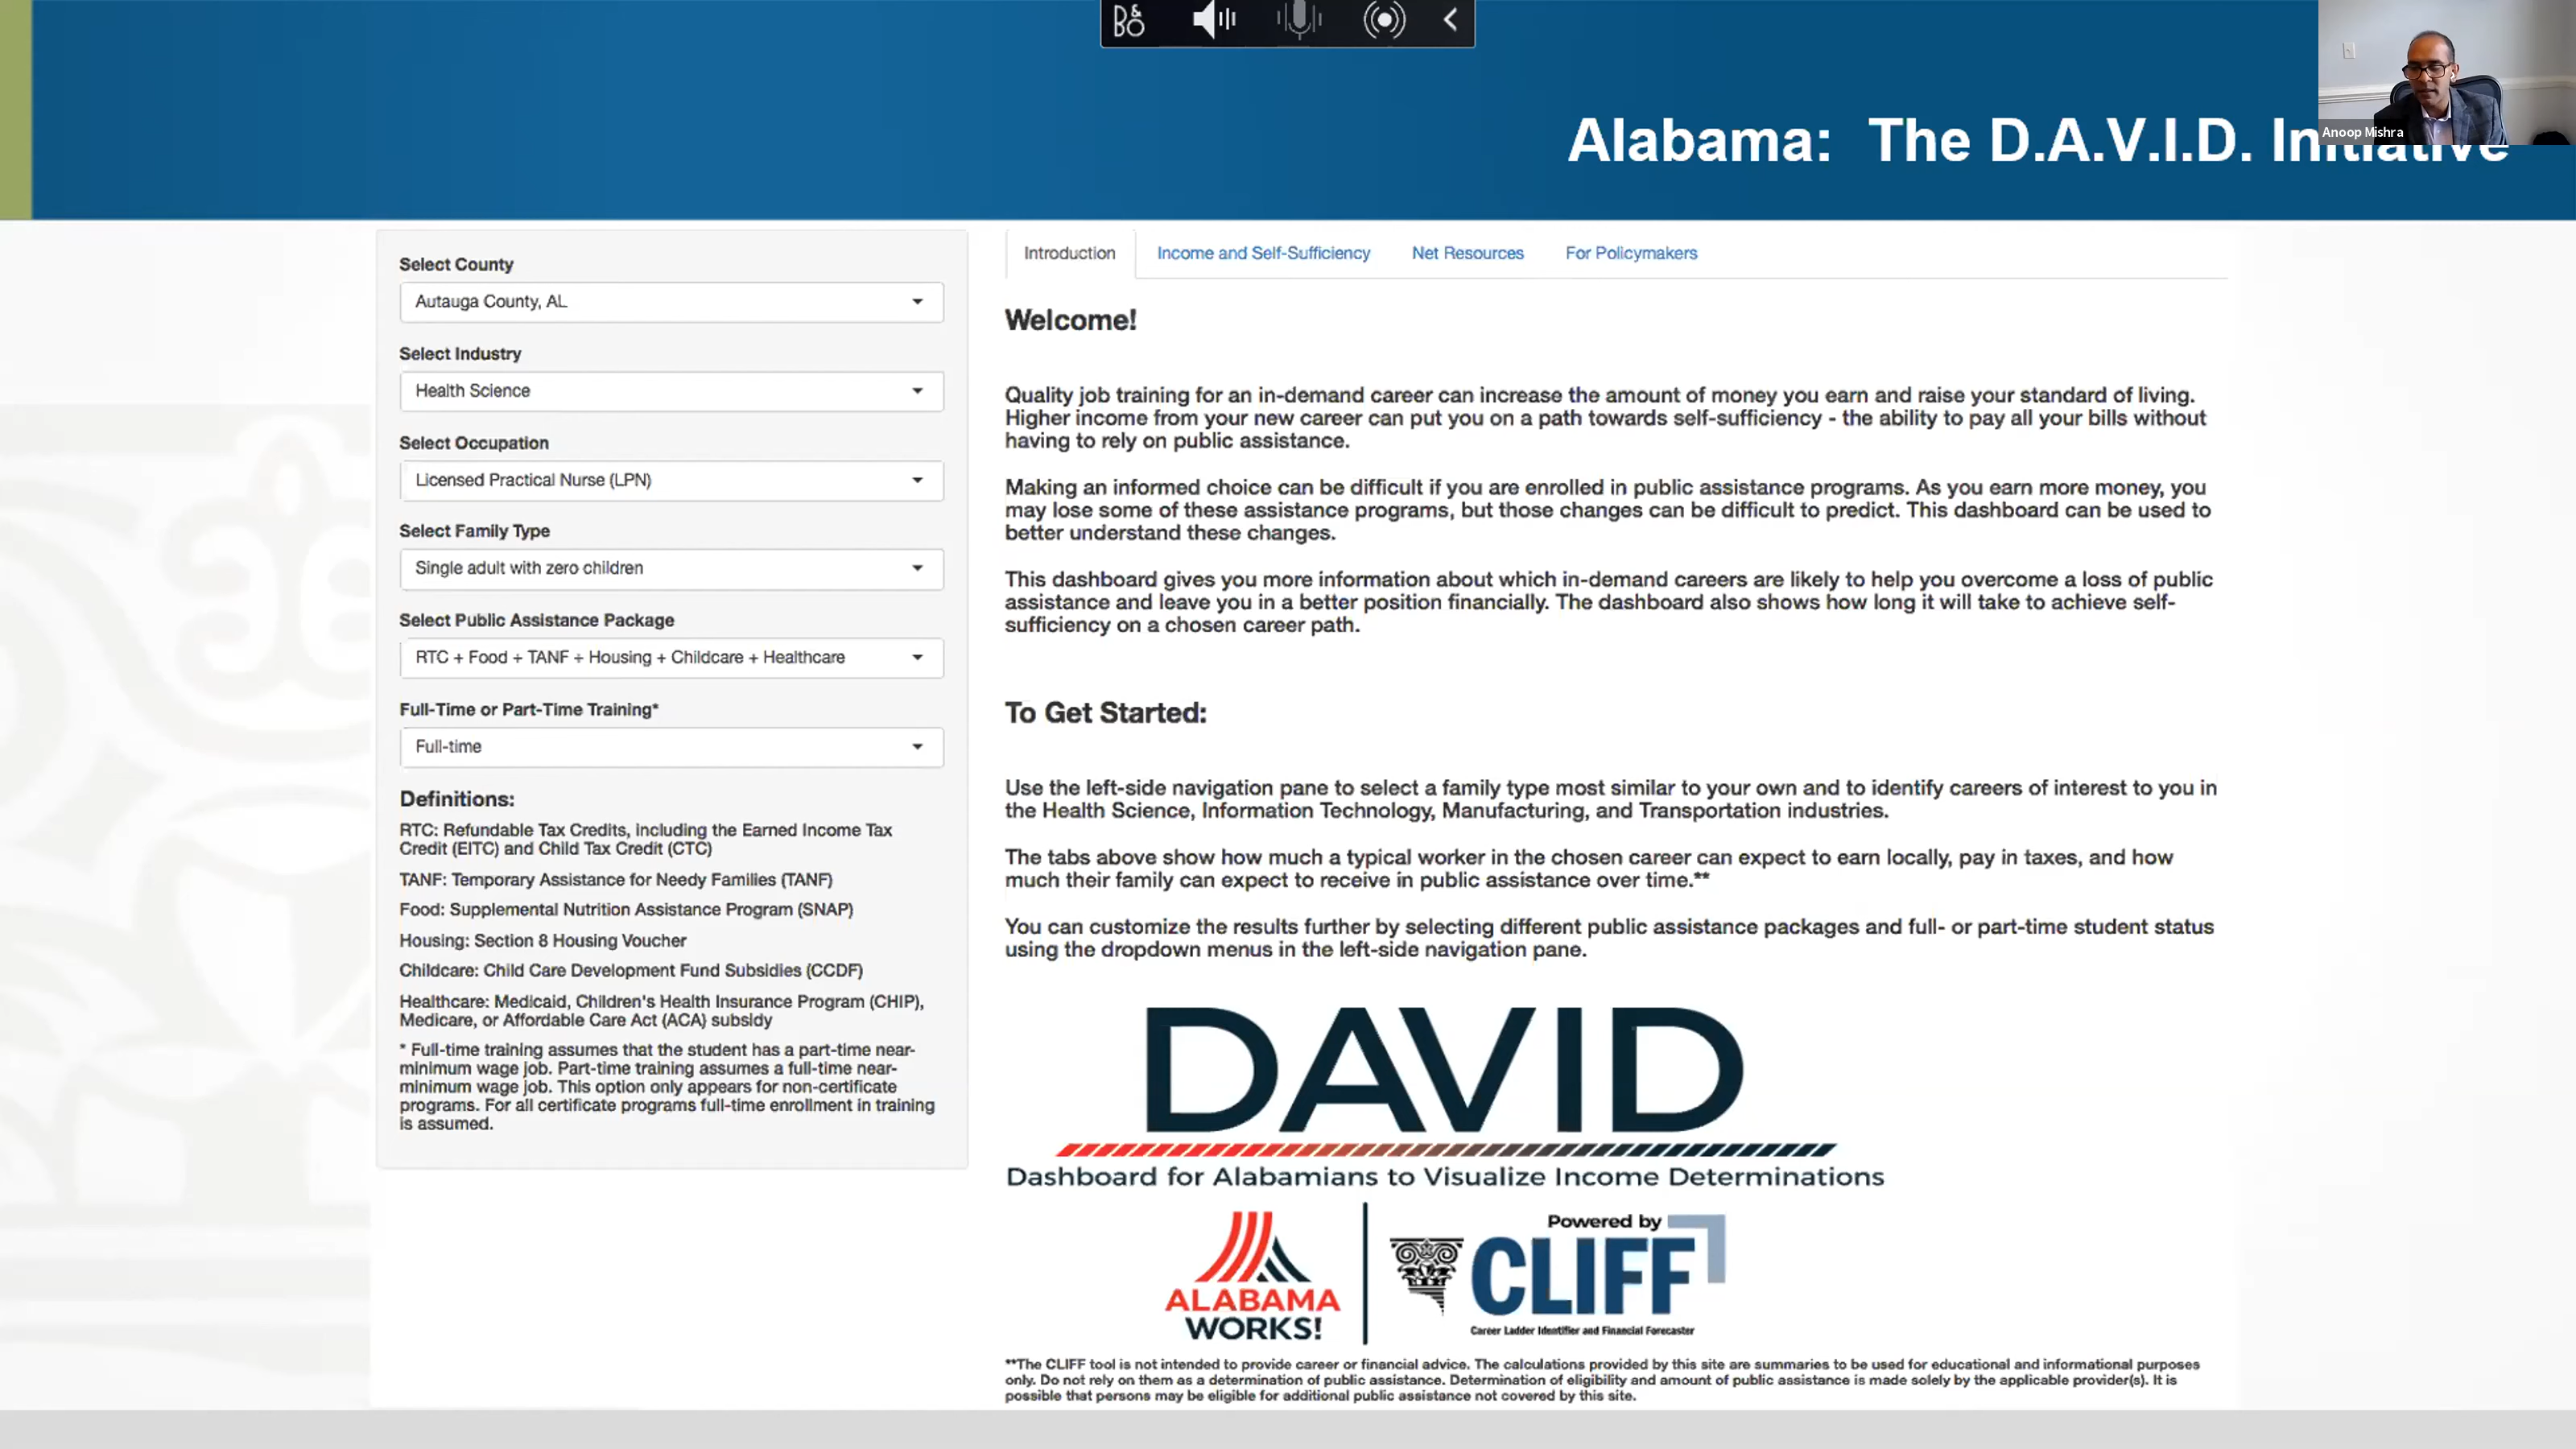 B&O
Anoop Mishra
Alabama: The D.A.V.I.D. Initiative
Select County
Autauga County, AL
Select Industry
Health Science
Select Occupation
Licensed Practical Nurse (LPN)
Select Family Type
Single adult with zero children
Select Public Assistance Package
RTC + Food + TANF + Housing + Childcare + Healthcare
Full-Time or Part-Time Training*
Full-time
Definitions:
RTC: Refundable Tax Credits, including the Earned Income Tax
Credit (EITC) and Child Tax Credit (CTC)
TANF: Temporary Assistance for Needy Families (TANF)
Food: Supplemental Nutrition Assistance Program (SNAP)
Housing: Section 8 Housing Voucher
Childcare: Child Care Development Fund Subsidies (CCDF)
Healthcare: Medicaid, Children's Health Insurance Program (CHIP),
Medicare, or Affordable Care Act (ACA) subsidy
* Full-time training assumes that the student has a part-time near-
minimum wage job. Part-time training assumes a full-time near-
minimum wage job. This option only appears for non-certificate
programs. For all certificate programs full-time enrollment in training
is assumed.
Introduction Income and Self-Sufficiency Net Resources For Policymakers
Welcome!
Quality job training for an in-demand career can increase the amount of money you earn and raise your standard of living.
Higher income from your new career can put you on a path towards self-sufficiency - the ability to pay all your bills without
having to rely on public assistance.
Making an informed choice can be difficult if you are enrolled in public assistance programs. As you earn more money, you
may lose some of these assistance programs, but those changes can be difficult to predict. This dashboard can be used to
better understand these changes.
This dashboard gives you more information about which in-demand careers are likely to help you overcome a loss of public
assistance and leave you in a better position financially. The dashboard also shows how long it will take to achieve self-
sufficiency on a chosen career path.
To Get Started:
Use the left-side navigation pane to select a family type most similar to your own and to identify careers of interest to you in
the Health Science, Information Technology, Manufacturing, and Transportation industries.
The tabs above show how much a typical worker in the chosen career can expect to earn locally, pay in taxes, and how
much their family can expect to receive in public assistance over time.**
You can customize the results further by selecting different public assistance packages and full- or part-time student status
using the dropdown menus in the left-side navigation pane.
DAVID
Dashboard for Alabamians to Visualize Income Determinations
ALABAMA
WORKS!
Powered by
CLIFF
Career Ladder Identifier and Financial Forecaster
**The CLIFF tool is not intended to provide career or financial advice. The calculations provided by this site are summaries to be used for educational and informational purposes
only. Do not rely on them as a determination of public assistance. Determination of eligibility and amount of public assistance is made solely by the applicable provider(s). It is
possible that persons may be eligible for additional public assistance not covered by this site.